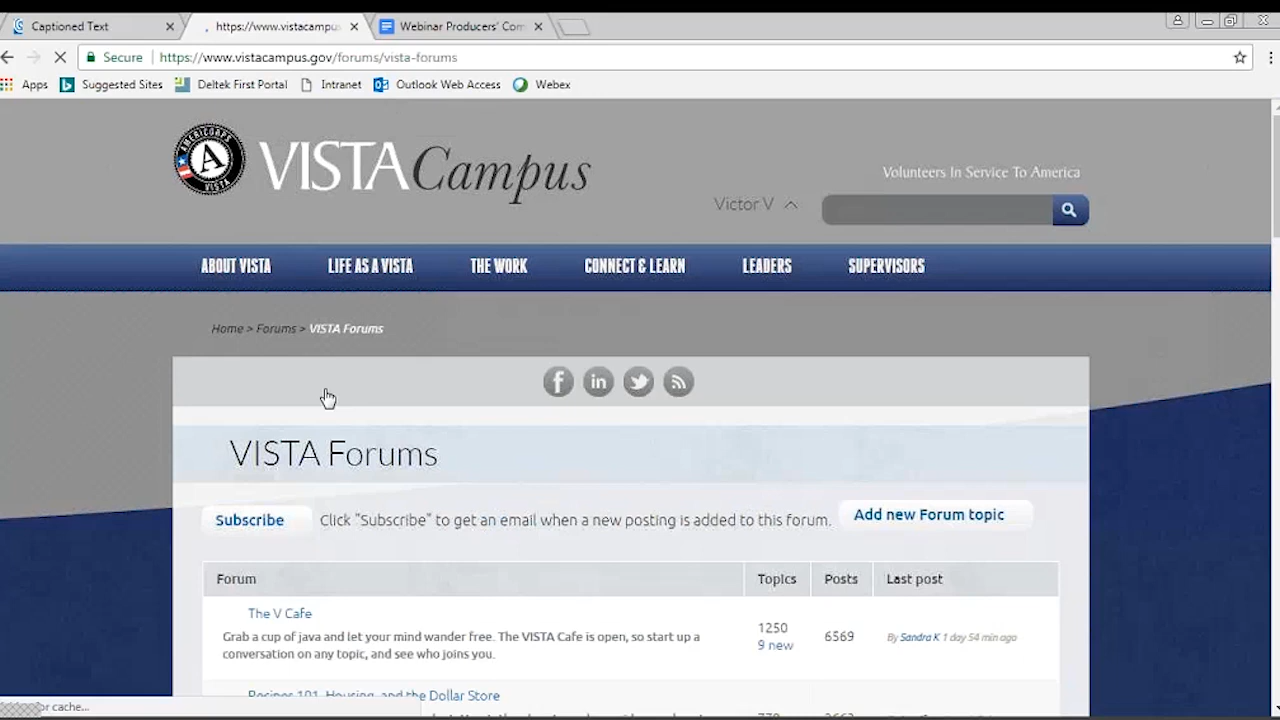 Captioned Text
https://www.vistacampu
Webinar Producers' Com
Secure
https://www.vistacampus.gov/forums/vista-forums
Apps
Suggested Sites
Deltek First Portal
Intranet
Outlook Web Access
Webex
AMERICORPS
A
VISTA
VISTA Campus
Volunteers In Service To America
Victor V
ABOUT VISTA
LIFE AS A VISTA
THE WORK
CONNECT & LEARN
LEADERS
SUPERVISORS
Home > Forums > VISTA Forums
VISTA Forums
Subscribe
Click "Subscribe" to get an email when a new posting is added to this forum.
Add new Forum topic
Forum
Topics
Posts
Last post
The V Cafe
Grab a cup of java and let your mind wander free. The VISTA Cafe is open, so start up a
conversation on any topic, and see who joins you.
1250
9 new
6569
By Sandra K 1 day 54 min ago
Recipes 101, Housing, and the Dollar Store
or cache...